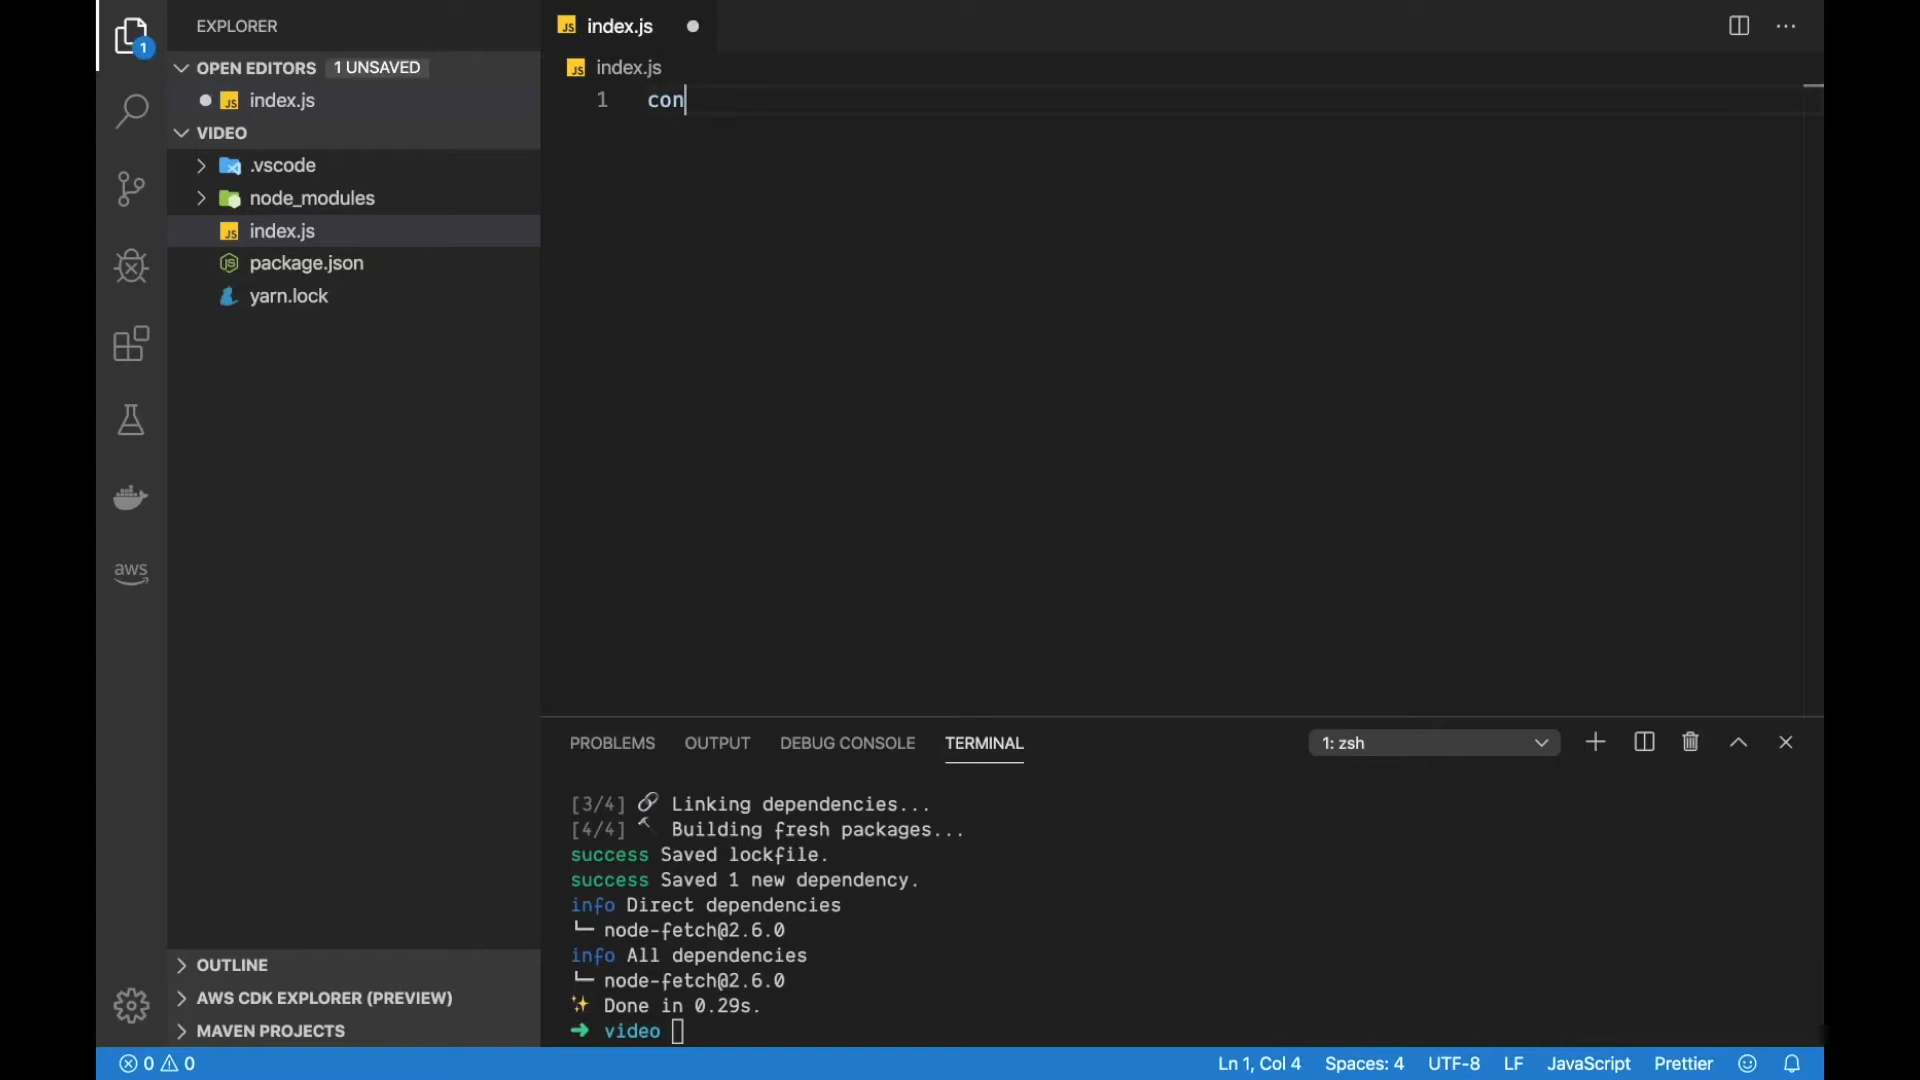 EXPLORER
OPEN EDITORS 1 UNSAVED
index.js
VIDEO
.vscode
node_modules
index.js
package.json
yarn.lock
OUTLINE
AWS CDK EXPLORER (PREVIEW)
MAVEN PROJECTS
1
aws
index.js
index.js
1 con
PROBLEMS OUTPUT DEBUG CONSOLE TERMINAL 1: zsh
[3/4] 🔗 Linking dependencies...
[4/4] 🔨 Building fresh packages...
success Saved lockfile.
success Saved 1 new dependency.
info Direct dependencies
└─ node-fetch@2.6.0
info All dependencies
└─ node-fetch@2.6.0
✨ Done in 0.29s.
➜ video
0 0 Ln 1, Col 4 Spaces: 4 UTF-8 LF JavaScript Prettier